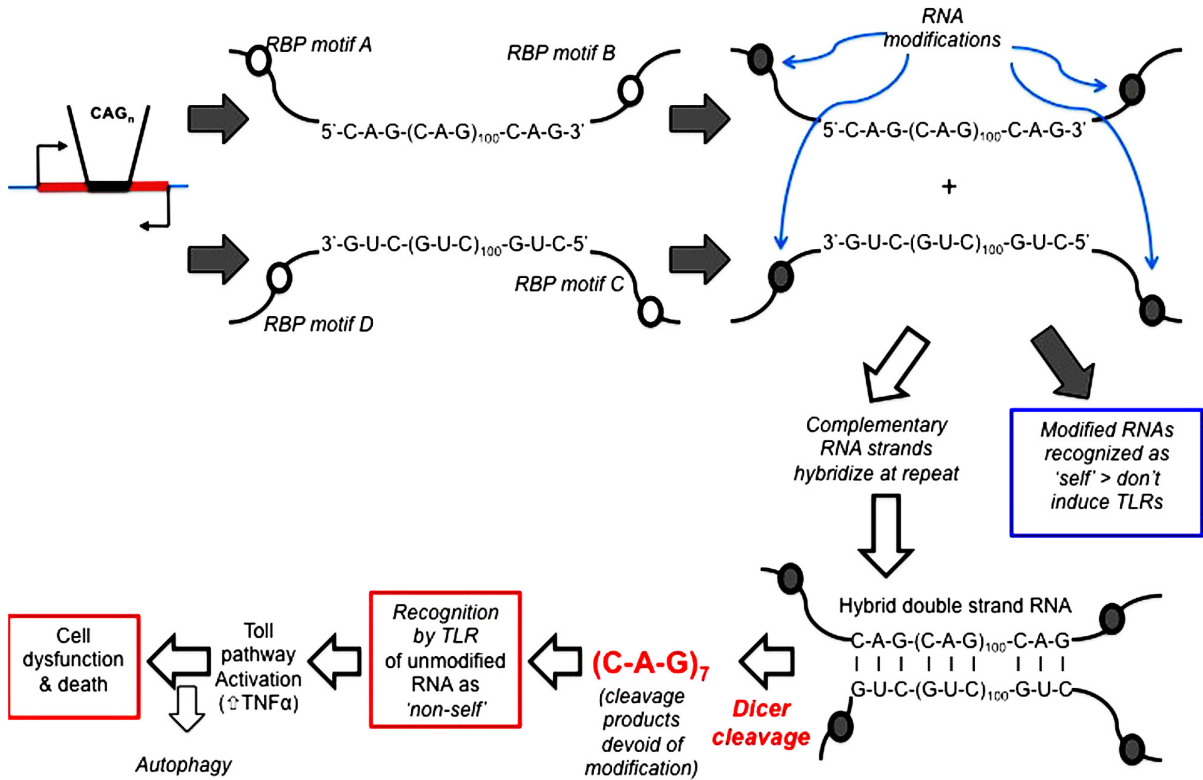 CAGn
RBP motif A
RBP motif B
5'-C-A-G-(C-A-G)100-C-A-G-3'
3'-G-U-C-(G-U-C)100-G-U-C-5'
RBP motif D
RBP motif C
RNA
modifications
5'-C-A-G-(C-A-G)100-C-A-G-3'
+
3'-G-U-C-(G-U-C)100-G-U-C-5'
Complementary
RNA strands
hybridize at repeat
Modified RNAs
recognized as
'self' > don't
induce TLRs
Hybrid double strand RNA
C-A-G-(C-A-G)100-C-A-G
G-U-C-(G-U-C)100-G-U-C
Dicer
cleavage
(C-A-G)7
(cleavage
products
devoid of
modification)
Recognition
by TLR
of unmodified
RNA as
'non-self'
Toll
pathway
Activation
(⇧TNFα)
Autophagy
Cell
dysfunction
& death